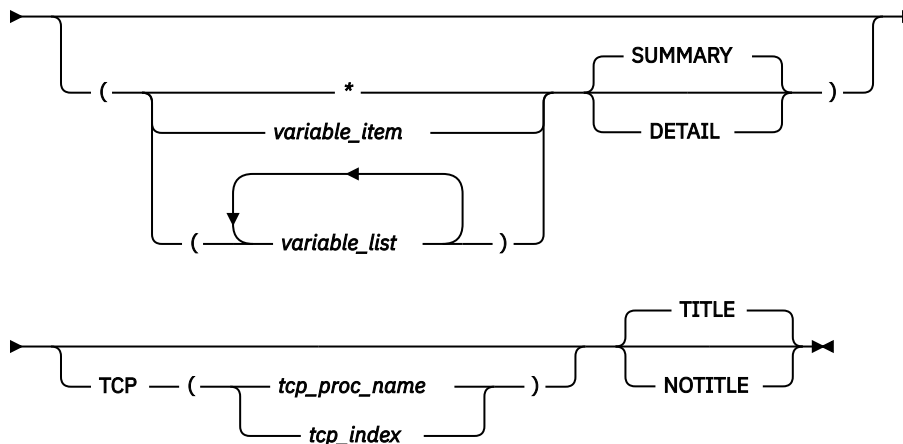 SUMMARY
( * )
variable_item DETAIL
( variable_list )
TITLE
TCP ( tcp_proc_name ) NOTITLE
tcp_index